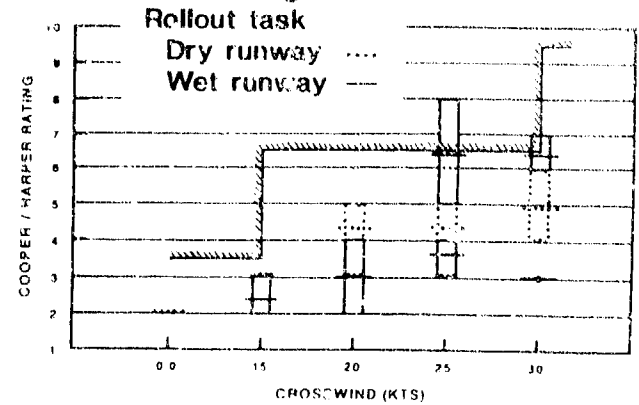 Rollout task
Dry runway
Wet runway
10
9
8
7
6
5
4
3
2
1
COOPER / HARPER RATING
0 0 15 20 25 30
CROSSWIND (KTS)